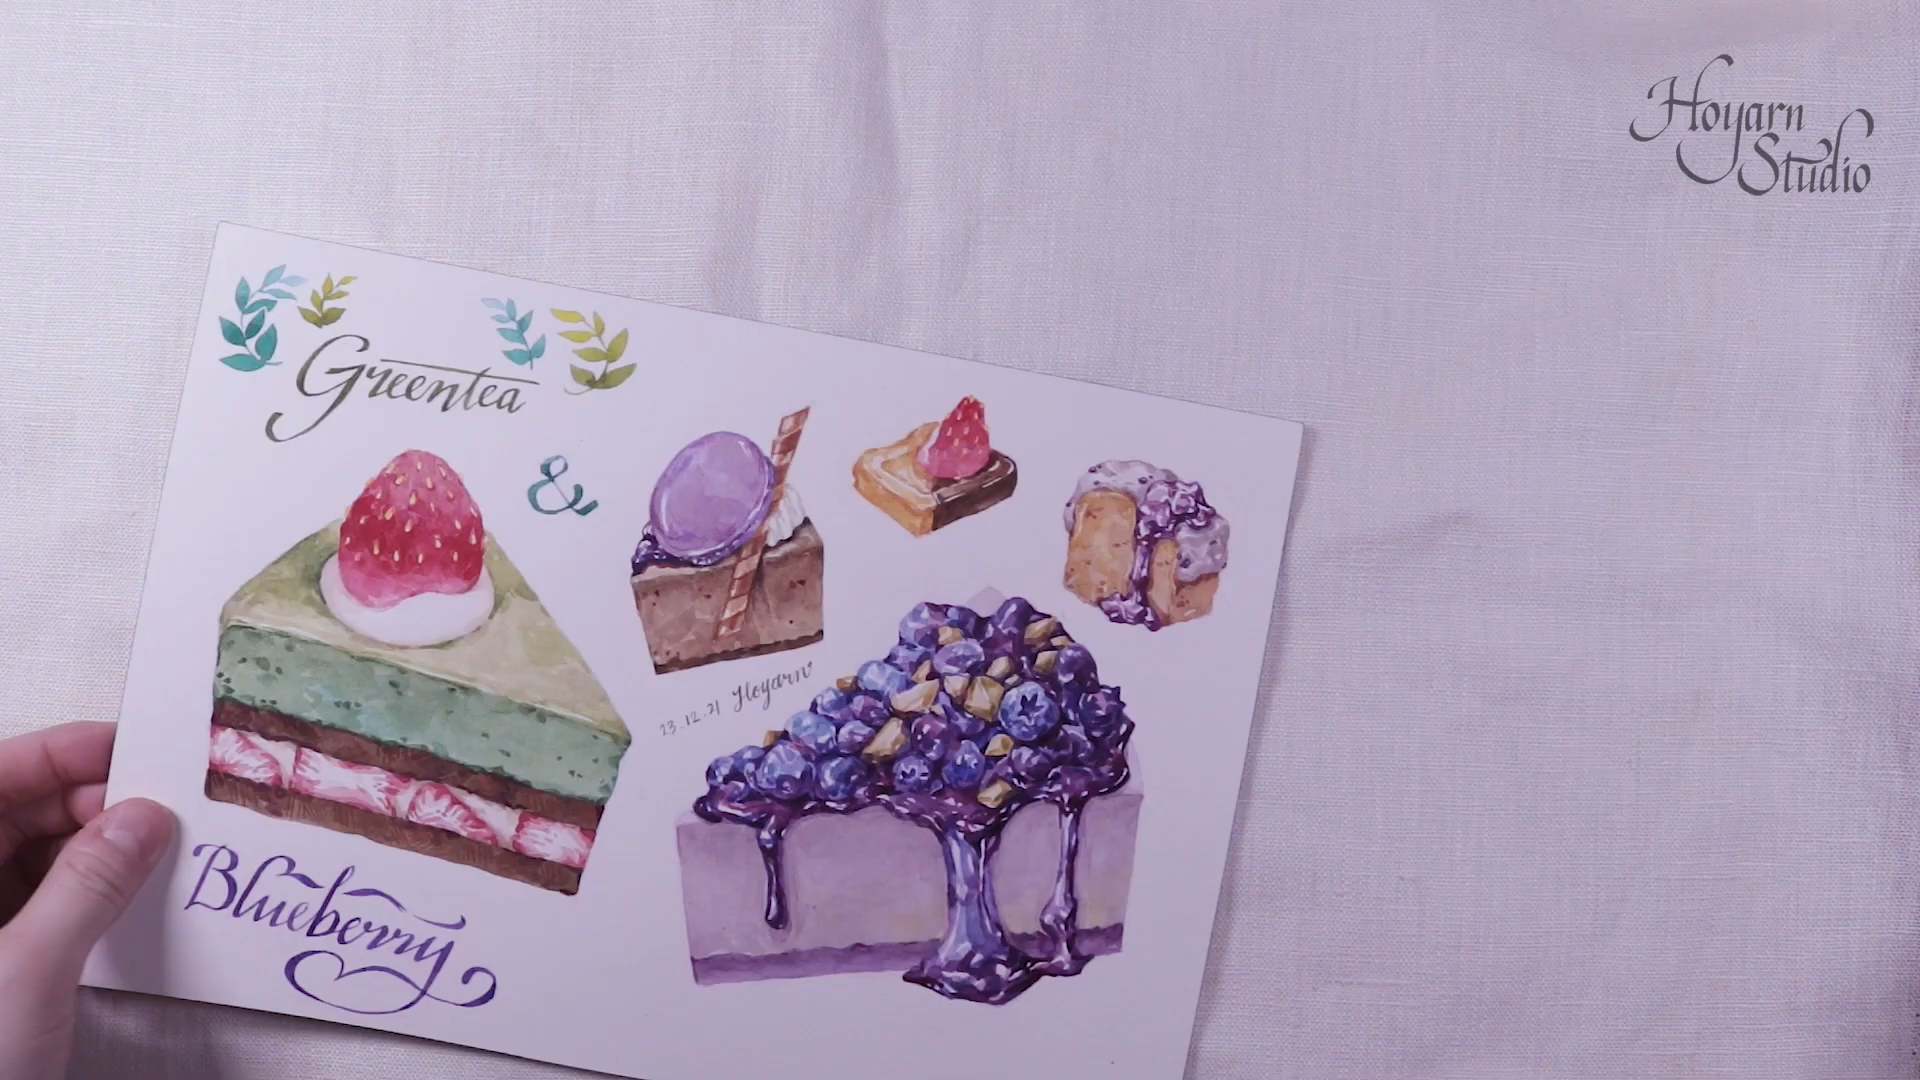 Hoyarn
Studio
Greentea
&
23.12.21 Hoyarn
Blueberry